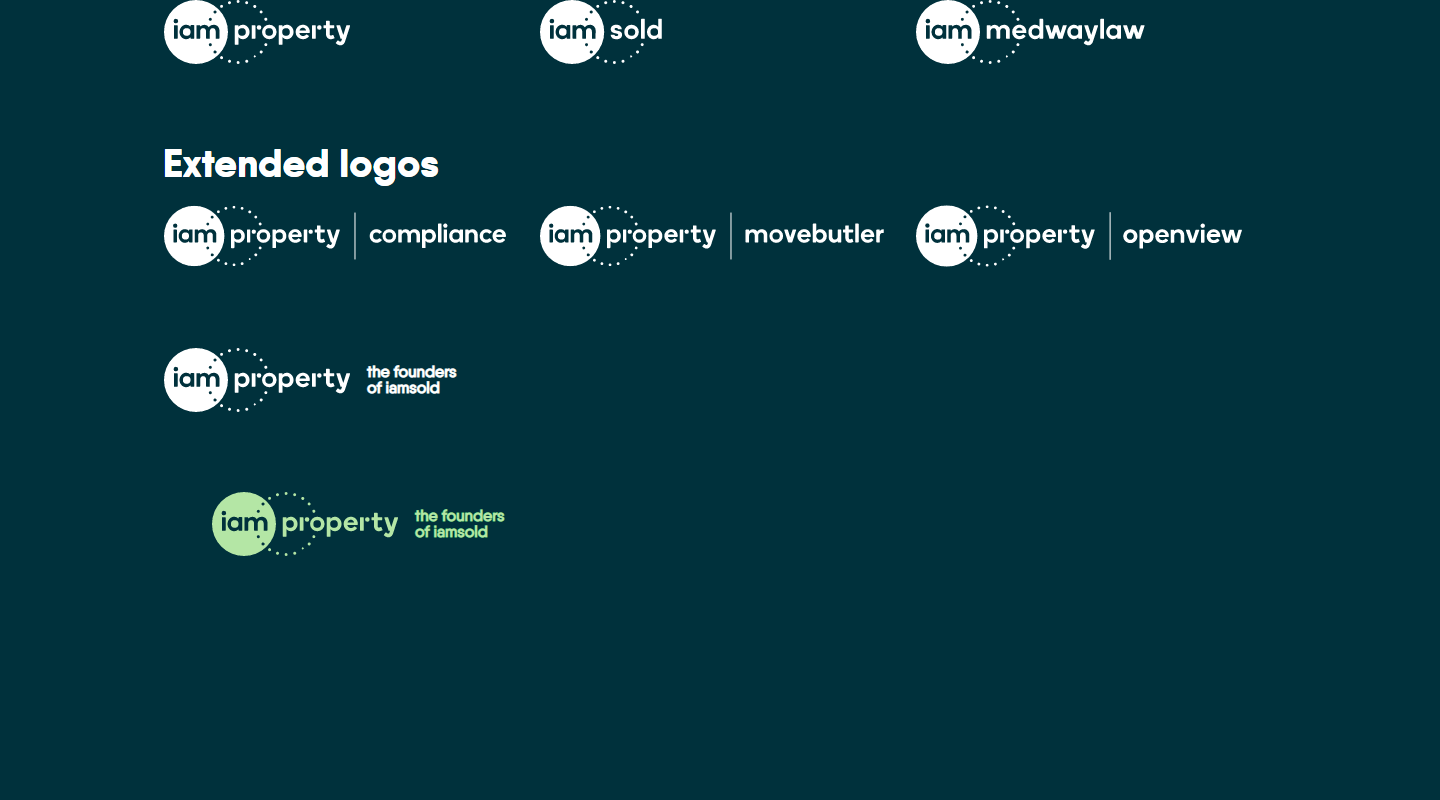 iam property
iam sold
iam medwaylaw
Extended logos
iam property | compliance
iam property | movebutler
iam property | openview
iam property the founders
of iamsold
iam property the founders
of iamsold